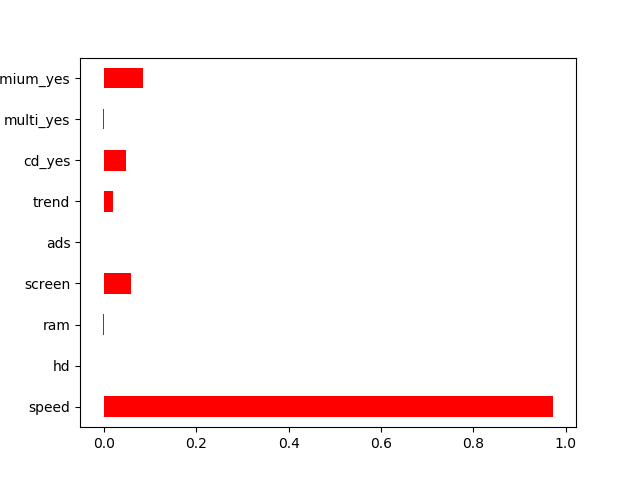 mium_yes
multi_yes
cd_yes
trend
ads
screen
ram
hd
speed
0.0 0.2 0.4 0.6 0.8 1.0